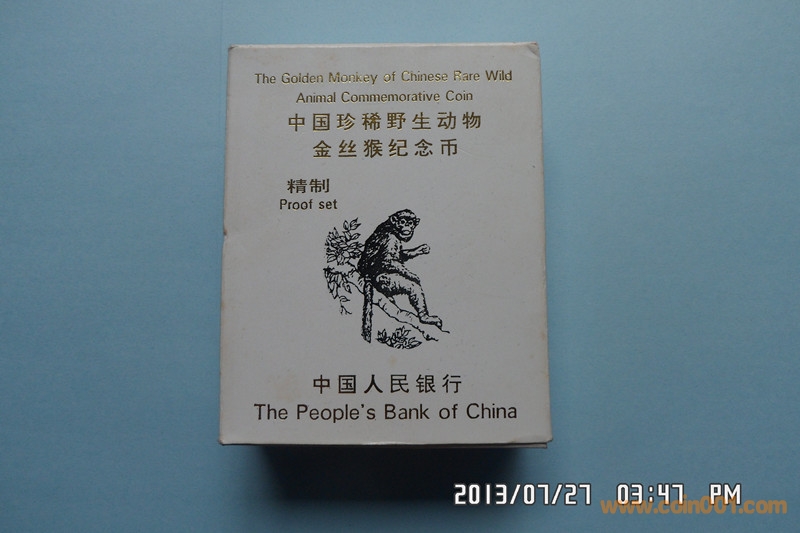 The Golden Monkey of Chinese Rare Wild
Animal Commemorative Coin
中国珍稀野生动物
金丝猴纪念币
精制
Proof set
中国人民银行
The People's Bank of China
2013/07/27 03:47 PM
www.coin001.com